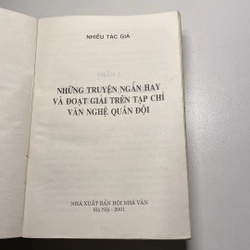 NHIỀU TÁC GIẢ
PHẦN I
NHỮNG TRUYỆN NGẮN HAY
VÀ ĐOẠT GIẢI TRÊN TẠP CHÍ
VĂN NGHỆ QUÂN ĐỘI
NHÀ XUẤT BẢN HỘI NHÀ VĂN
Hà Nội - 2001